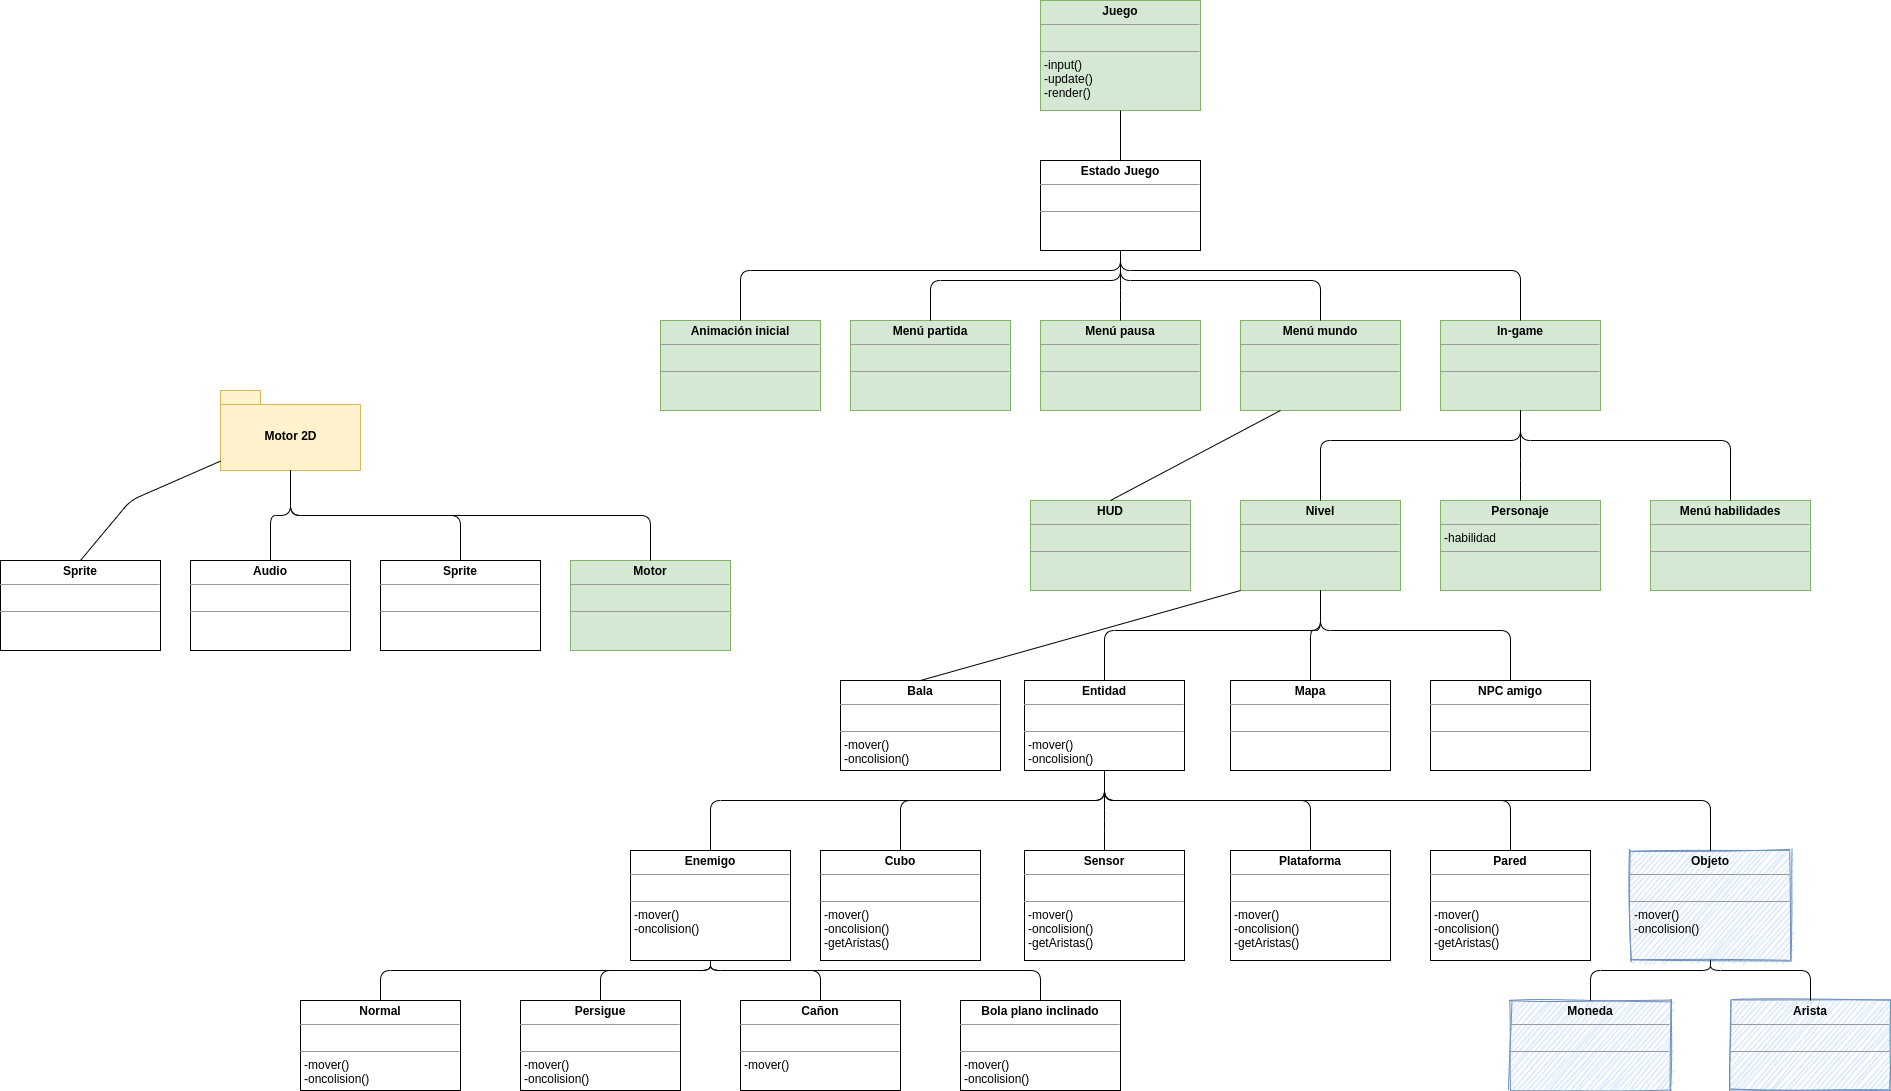 Juego
-input()
-update()
-render()
Estado Juego
Animación inicial
Menú partida
Menú pausa
Menú mundo
In-game
Motor 2D
HUD
Nivel
Personaje
-habilidad
Menú habilidades
Sprite
Audio
Sprite
Motor
Bala
-mover()
-oncolision()
Entidad
-mover()
-oncolision()
Mapa
NPC amigo
Enemigo
-mover()
-oncolision()
Cubo
-mover()
-oncolision()
-getAristas()
Sensor
-mover()
-oncolision()
-getAristas()
Plataforma
-mover()
-oncolision()
-getAristas()
Pared
-mover()
-oncolision()
-getAristas()
Objeto
-mover()
-oncolision()
Normal
-mover()
-oncolision()
Persigue
-mover()
-oncolision()
Cañon
-mover()
Bola plano inclinado
-mover()
-oncolision()
Moneda
Arista